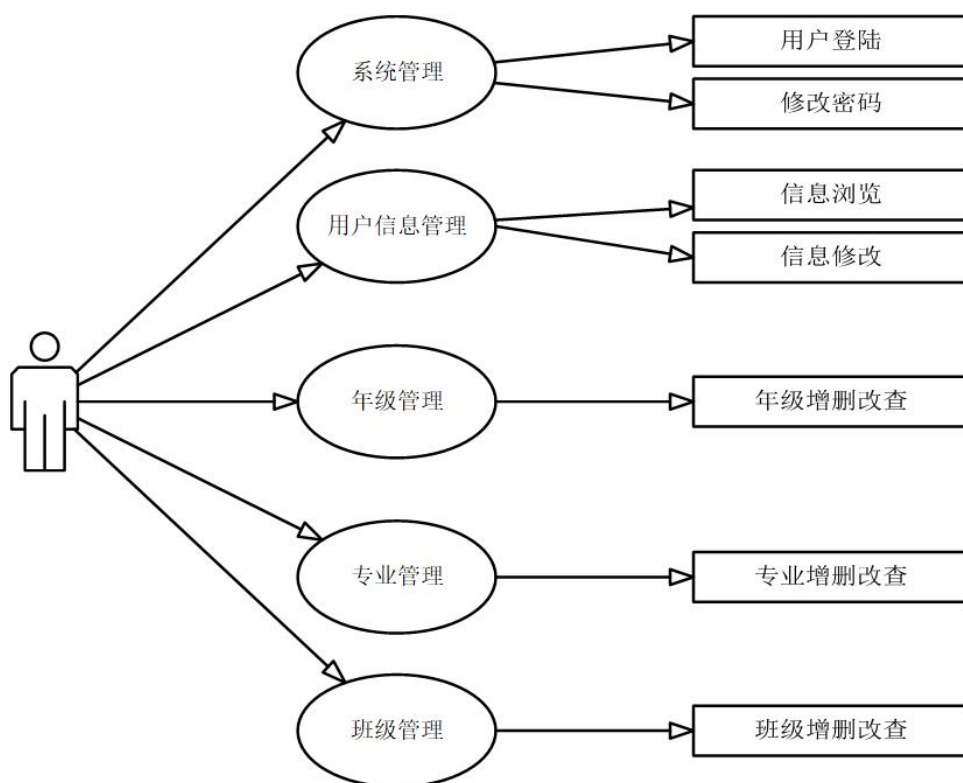 系统管理
用户登陆
修改密码
用户信息管理
信息浏览
信息修改
年级管理
年级增删改查
专业管理
专业增删改查
班级管理
班级增删改查